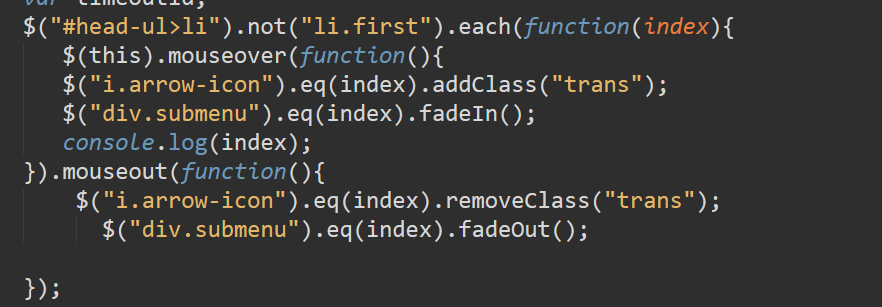 var timeoutid;
$("#head-ul>li").not("li.first").each(function(index){
$(this).mouseover(function(){
$("i.arrow-icon").eq(index).addClass("trans");
$("div.submenu").eq(index).fadeIn();
console.log(index);
}).mouseout(function(){
$("i.arrow-icon").eq(index).removeClass("trans");
$("div.submenu").eq(index).fadeOut();
});